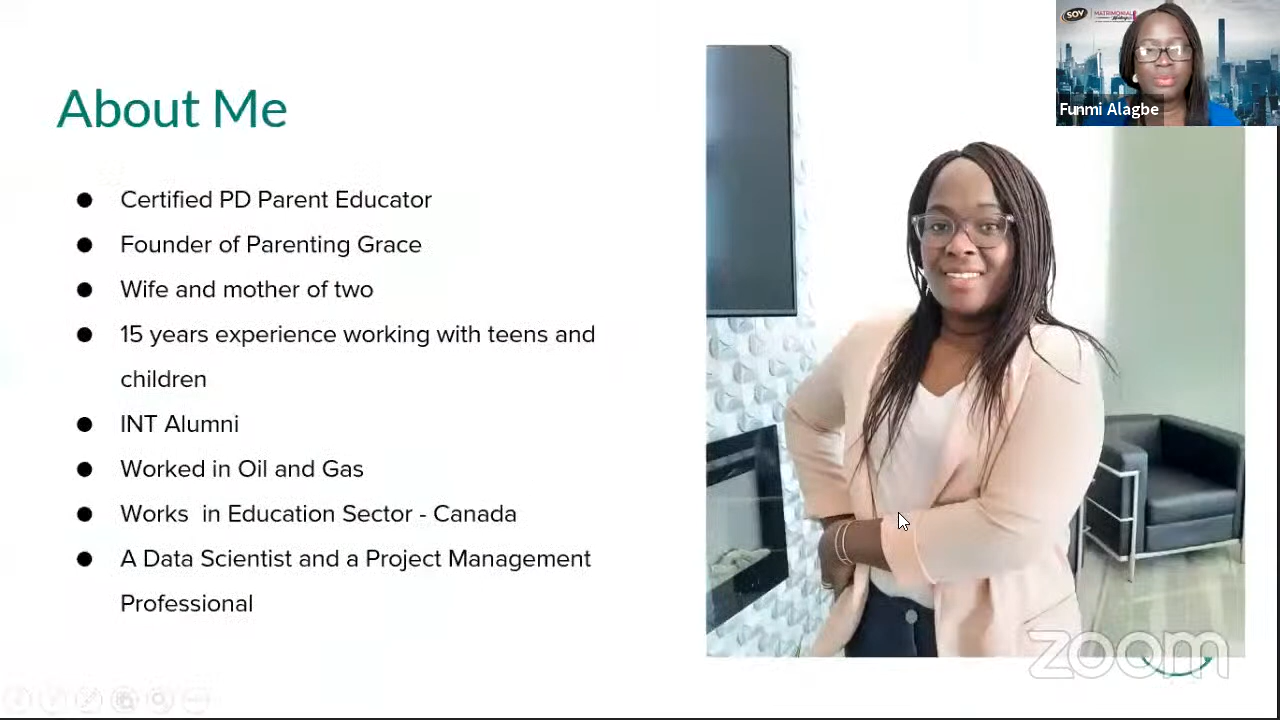 About Me
● Certified PD Parent Educator
● Founder of Parenting Grace
● Wife and mother of two
● 15 years experience working with teens and
children
● INT Alumni
● Worked in Oil and Gas
● Works in Education Sector - Canada
● A Data Scientist and a Project Management
Professional
SOV
MATRIMONIAL
Funmi Alagbe
zoom